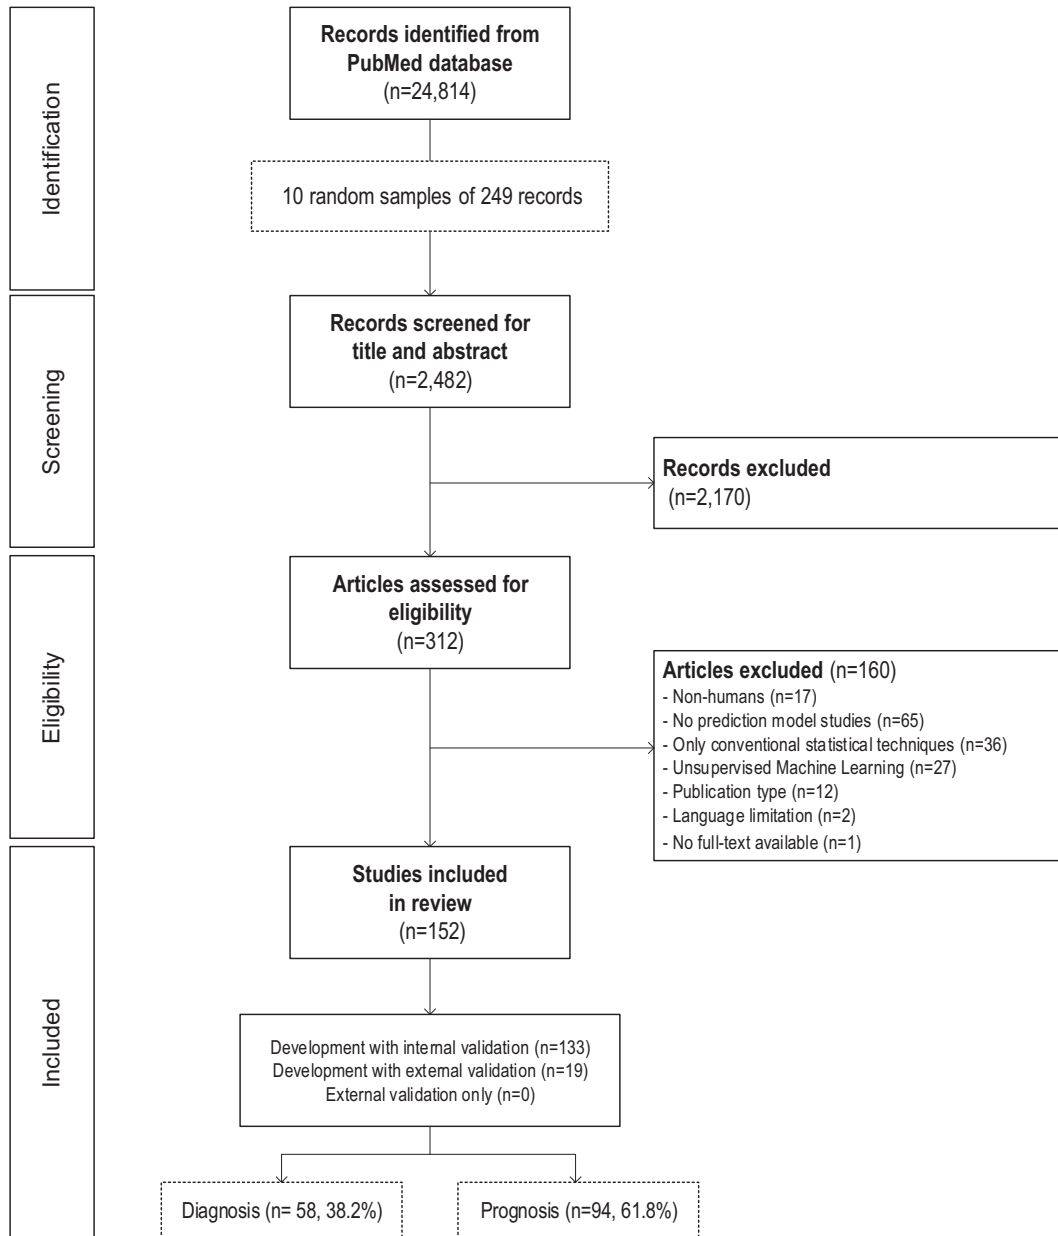 Identification
Records identified from
PubMed database
(n=24,814)
10 random samples of 249 records
Screening
Records screened for
title and abstract
(n=2,482)
Records excluded
(n=2,170)
Eligibility
Articles assessed for
eligibility
(n=312)
Articles excluded (n=160)
- Non-humans (n=17)
- No prediction model studies (n=65)
- Only conventional statistical techniques (n=36)
- Unsupervised Machine Learning (n=27)
- Publication type (n=12)
- Language limitation (n=2)
- No full-text available (n=1)
Included
Studies included
in review
(n=152)
Development with internal validation (n=133)
Development with external validation (n=19)
External validation only (n=0)
Diagnosis (n= 58, 38.2%)
Prognosis (n=94, 61.8%)